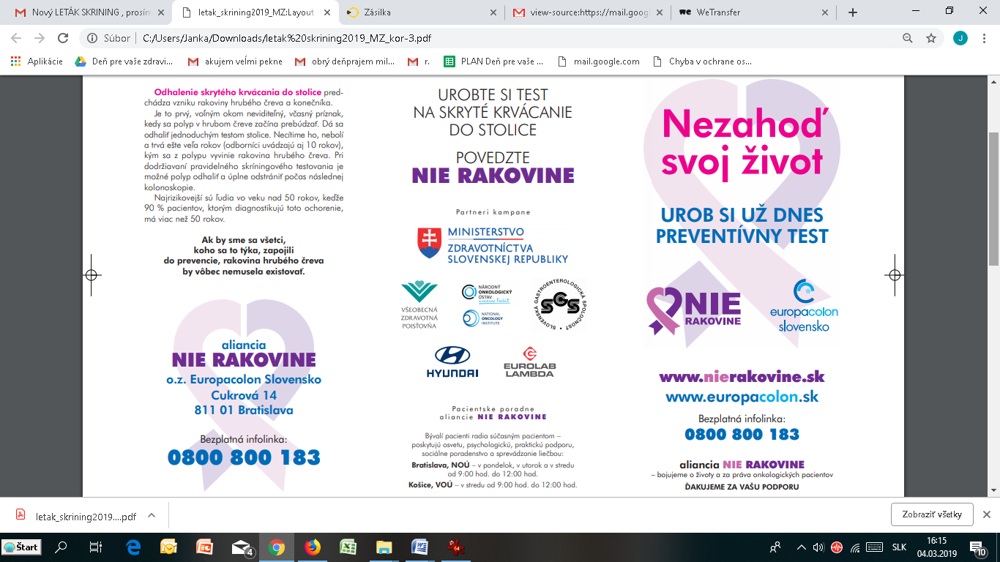 Nový LETÁK SKRINING , prosím
letak_skrining2019_MZ:Layout
Zásilka
view-source:https://mail.googl
WeTransfer
Súbor
C:/Users/Janka/Downloads/letak%20skrining2019_MZ_kor-3.pdf
J
Aplikácie
Deň pre vaše zdravi...
akujem veľmi pekne
obrý deňprajem mil...
r.
PLAN Deň pre vaše ...
mail.google.com
Chyba v ochrane os...
Odhalenie skrytého krvácania do stolice pred-
chádza vzniku rakoviny hrubého čreva a konečníka.
Je to prvý, voľným okom neviditeľný, včasný príznak,
kedy sa polyp v hrubom čreve začína prebúdzať. Dá sa
odhaliť jednoduchým testom stolice. Necítime ho, nebolí
a trvá ešte veľa rokov (odborníci uvádzajú aj 10 rokov),
kým sa z polypu vyvinie rakovina hrubého čreva. Pri
dodržiavaní pravidelného skríningového testovania je
možné polyp odhaliť a úplne odstrániť počas následnej
kolonoskopie.
Najrizikovejší sú ľudia vo veku nad 50 rokov, keďže
90 % pacientov, ktorým diagnostikujú toto ochorenie,
má viac než 50 rokov.
Ak by sme sa všetci,
koho sa to týka, zapojili
do prevencie, rakovina hrubého čreva
by vôbec nemusela existovať.
aliancia
NIE RAKOVINE
o.z. Europacolon Slovensko
Cukrová 14
811 01 Bratislava
Bezplatná infolinka:
0800 800 183
UROBTE SI TEST
NA SKRYTÉ KRVÁCANIE
DO STOLICE
POVEDZTE
NIE RAKOVINE
Partneri kampane
MINISTERSTVO
ZDRAVOTNÍCTVA
SLOVENSKEJ REPUBLIKY
VŠEOBECNÁ
ZDRAVOTNÁ
POISŤOVŇA
NÁRODNÝ
ONKOLOGICKÝ
ÚSTAV
umenie liečiť
NATIONAL
ONCOLOGY
INSTITUTE
SLOVENSKÁ GASTROENTEROLOGICKÁ SPOLOČNOSŤ
SGS
HYUNDAI
EUROLAB
LAMBDA
Pacientske poradne
aliancie NIE RAKOVINE
Bývalí pacienti radia súčasným pacientom –
poskytujú osvetu, psychologickú, praktickú podporu,
sociálne poradenstvo a sprevádzanie liečbou:
Bratislava, NOÚ – v pondelok, v utorok a v stredu
od 9:00 hod. do 12:00 hod.
Košice, VOÚ – v stredu od 9:00 hod. do 12:00 hod.
Nezahoď
svoj život
UROB SI UŽ DNES
PREVENTÍVNY TEST
NIE
RAKOVINE
europacolon
slovensko
www.nierakovine.sk
www.europacolon.sk
Bezplatná infolinka:
0800 800 183
aliancia NIE RAKOVINE
– bojujeme o životy a za práva onkologických pacientov
ĎAKUJEME ZA VAŠU PODPORU
letak_skrining2019....pdf
Zobraziť všetky
Štart
4
64
SLK
16:15
04.03.2019
10